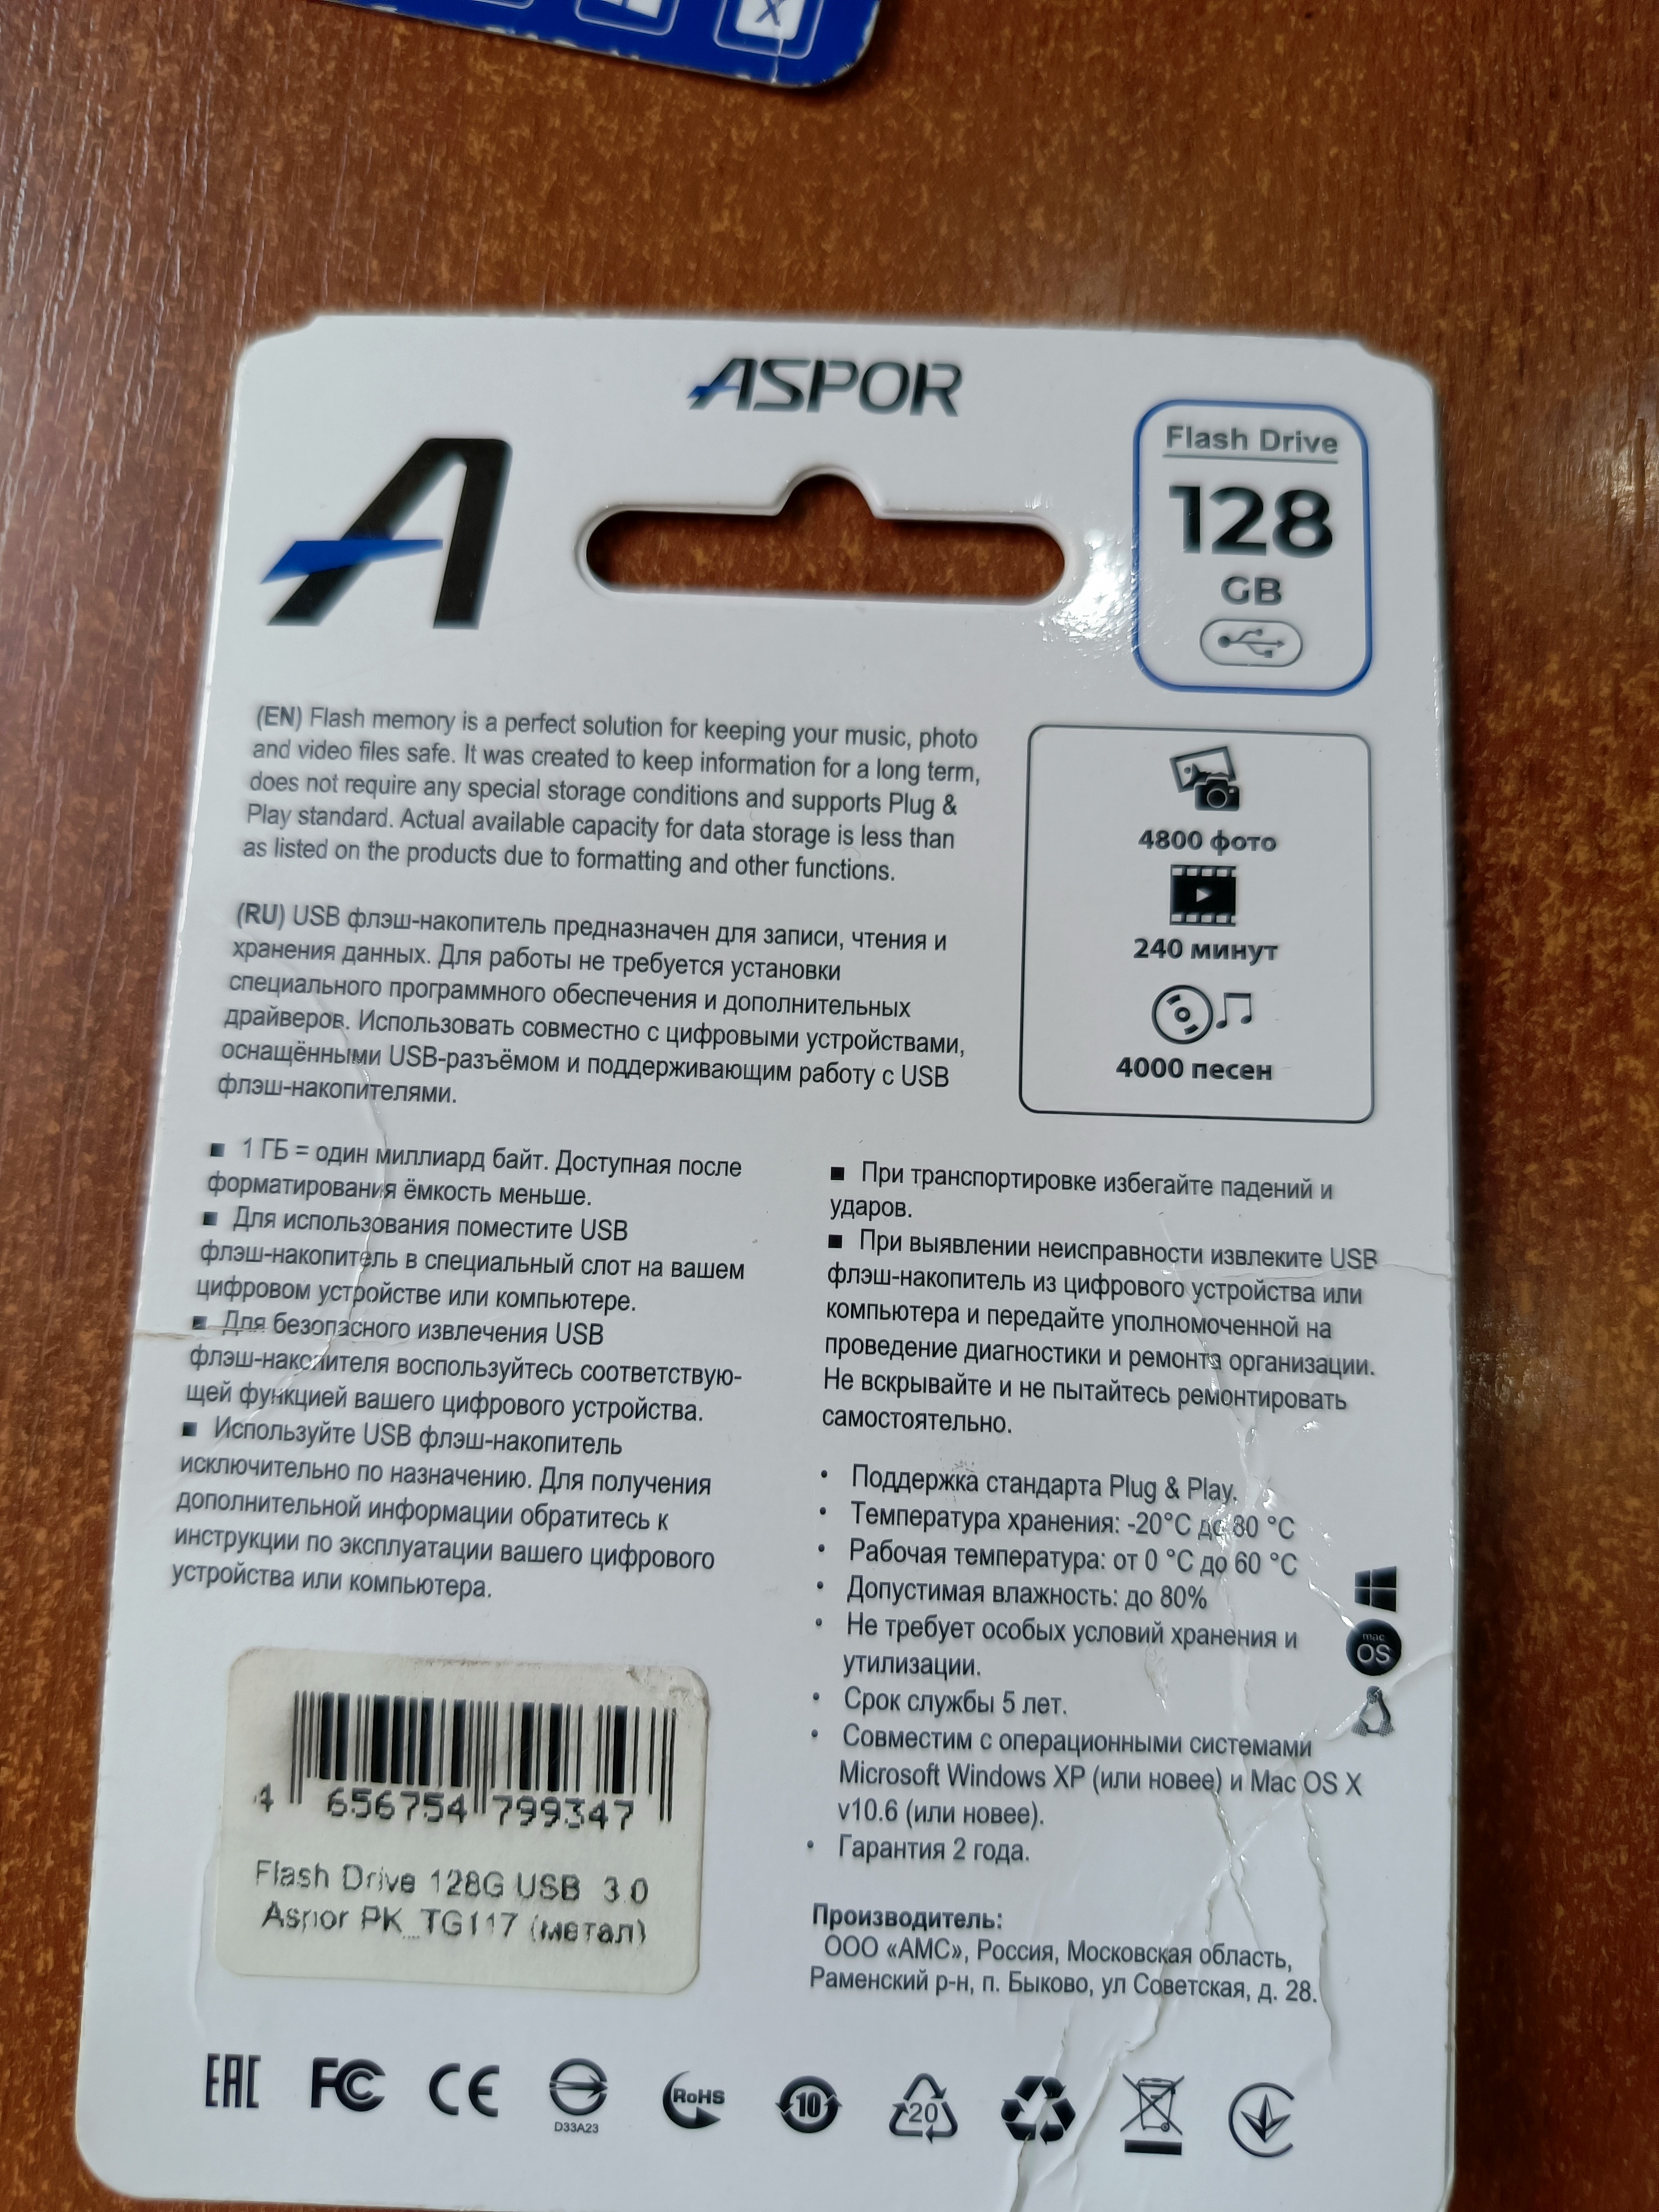 ASPOR
Flash Drive
128
GB
(EN) Flash memory is a perfect solution for keeping your music, photo
and video files safe. It was created to keep information for a long term,
does not require any special storage conditions and supports Plug &
Play standard. Actual available capacity for data storage is less than
as listed on the products due to formatting and other functions.
(RU) USB флэш-накопитель предназначен для записи, чтения и
хранения данных. Для работы не требуется установки
специального программного обеспечения и дополнительных
драйверов. Использовать совместно с цифровыми устройствами,
оснащёнными USB-разъёмом и поддерживающим работу с USB
флэш-накопителями.
4800 фото
240 минут
4000 песен
▪ 1 ГБ = один миллиард байт. Доступная после
форматирования ёмкость меньше.
▪ Для использования поместите USB
флэш-накопитель в специальный слот на вашем
цифровом устройстве или компьютере.
▪ Для безопасного извлечения USB
флэш-накопителя воспользуйтесь соответствую-
щей функцией вашего цифрового устройства.
▪ Используйте USB флэш-накопитель
исключительно по назначению. Для получения
дополнительной информации обратитесь к
инструкции по эксплуатации вашего цифрового
устройства или компьютера.
▪ При транспортировке избегайте падений и
ударов.
▪ При выявлении неисправности извлеките USB
флэш-накопитель из цифрового устройства или
компьютера и передайте уполномоченной на
проведение диагностики и ремонта организации.
Не вскрывайте и не пытайтесь ремонтировать
самостоятельно.
• Поддержка стандарта Plug & Play.
• Температура хранения: -20°C до 80 °C
• Рабочая температура: от 0 °C до 60 °C
• Допустимая влажность: до 80%
• Не требует особых условий хранения и
утилизации.
• Срок службы 5 лет.
• Совместим с операционными системами
Microsoft Windows XP (или новее) и Mac OS X
v10.6 (или новее).
• Гарантия 2 года.
mac
OS
Производитель:
ООО «АМС», Россия, Московская область,
Раменский р-н, п. Быково, ул Советская, д. 28.
4 656754 799347
Flash Drive 128G USB 3.0
Aspor PK_TG117 (метал)
EAC FC CE
D33A23
RoHS
10
20